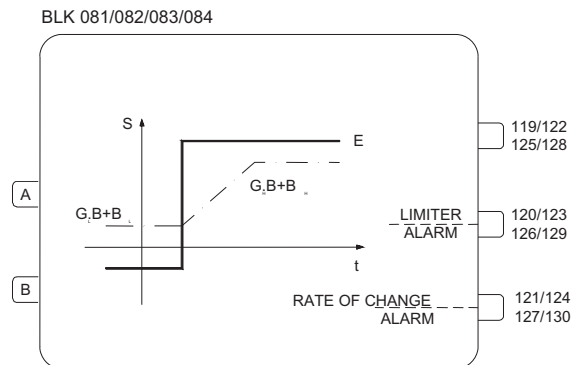 BLK 081/082/083/084
S
E
119/122
125/128
A
G B+B
G B+B
LIMITER
ALARM
120/123
126/129
t
B
RATE OF CHANGE
ALARM
121/124
127/130